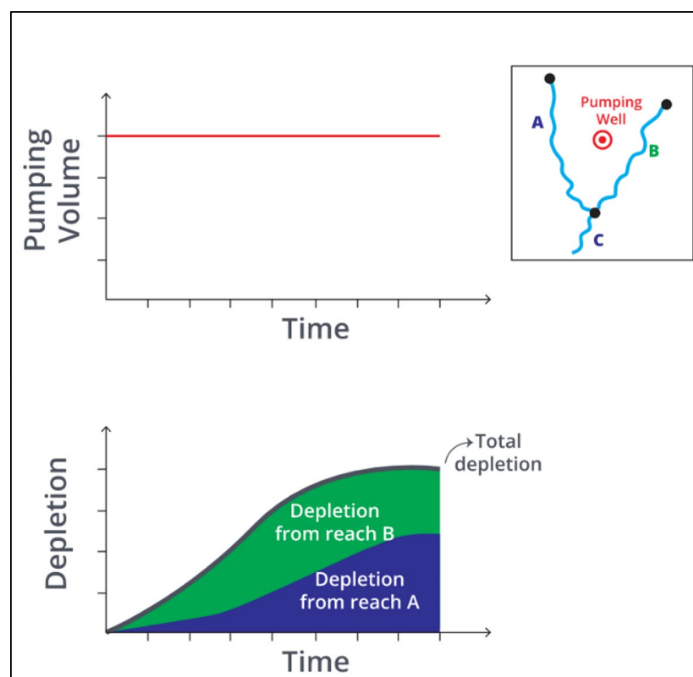 Pumping
Volume
Time
Pumping
Well
A
B
C
Depletion
Total
depletion
Depletion
from reach B
Depletion
from reach A
Time